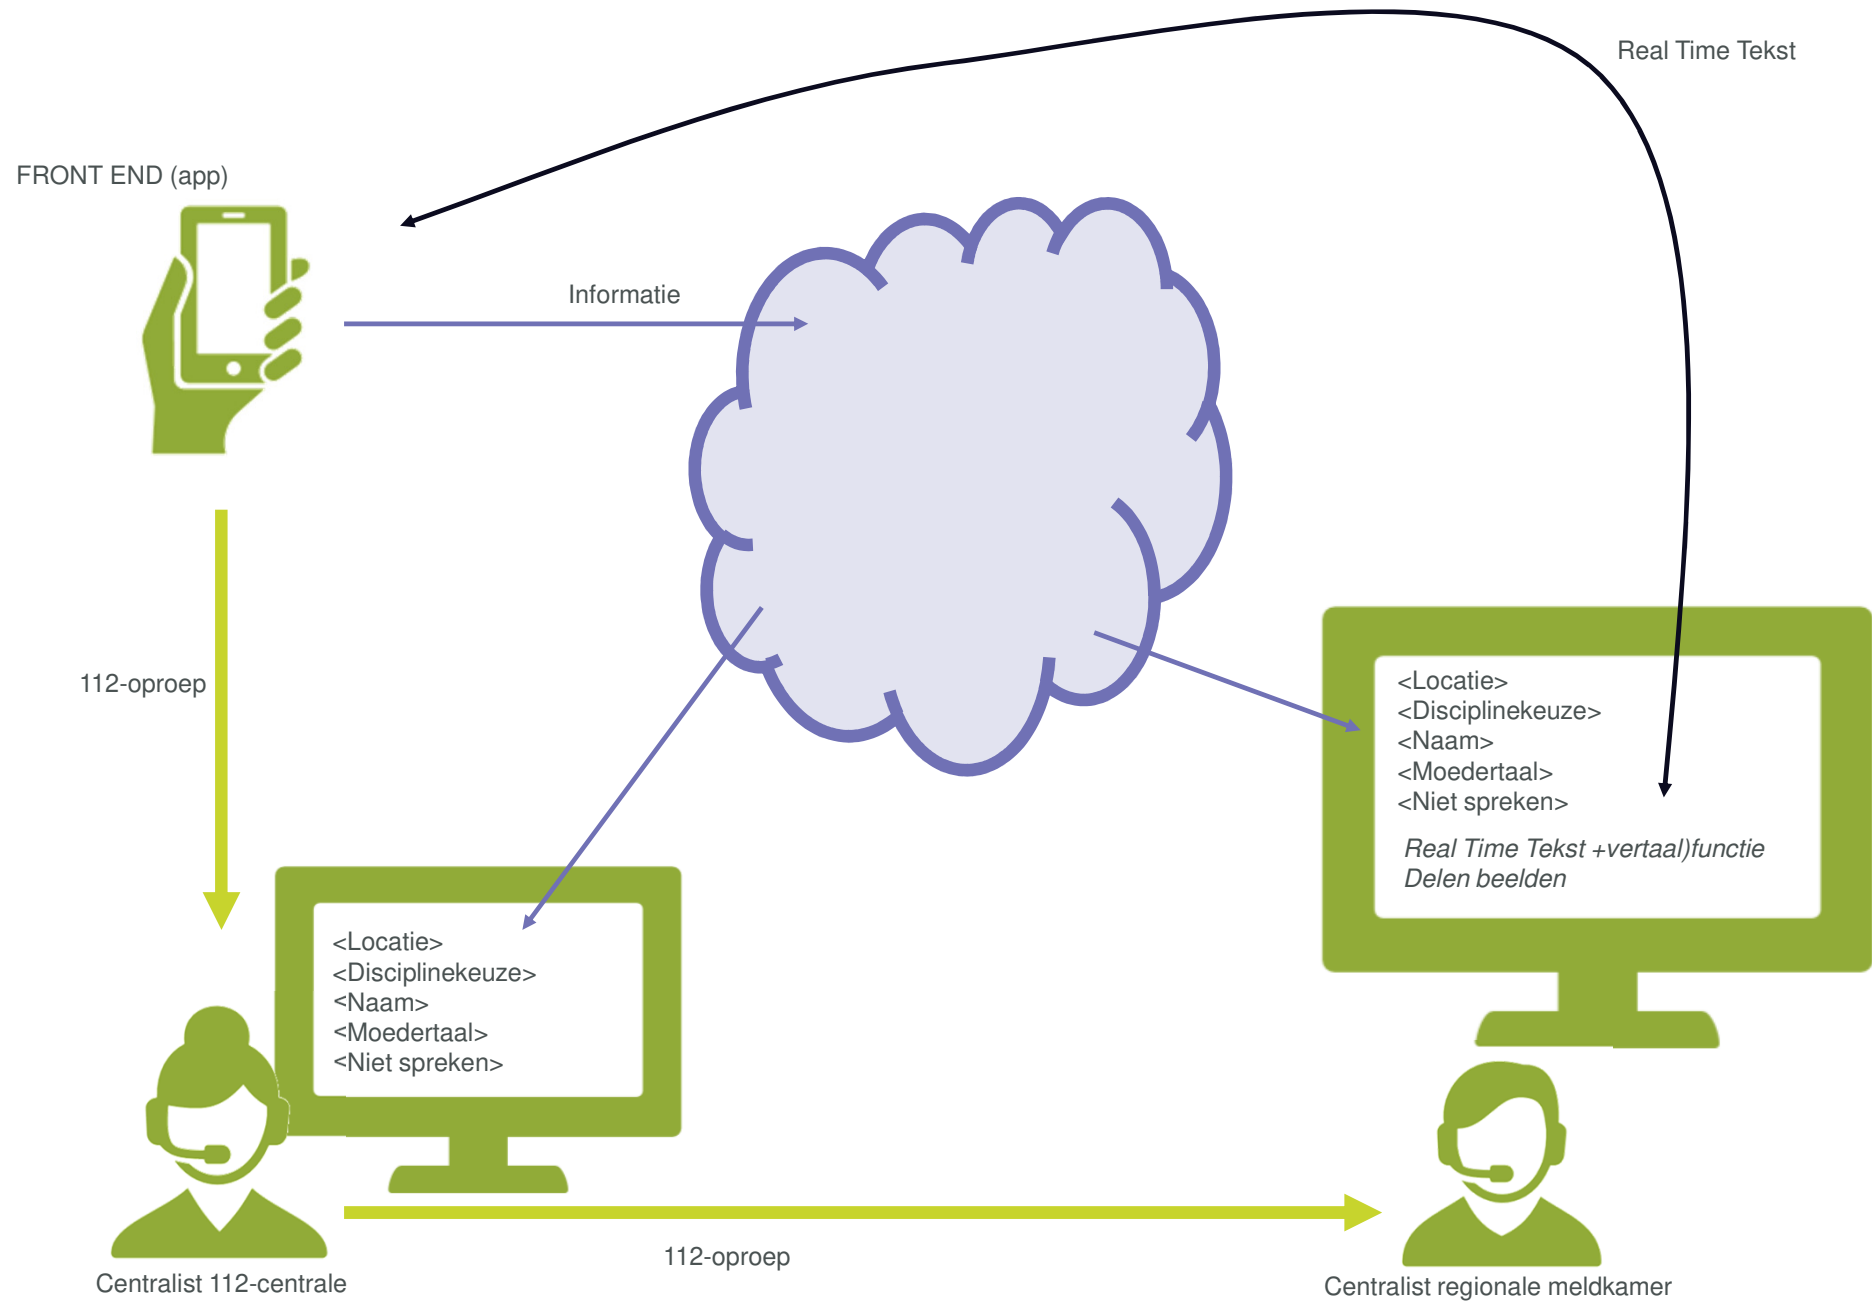 Real Time Tekst
FRONT END (app)
Informatie
112-oproep
<Locatie>
<Disciplinekeuze>
<Naam>
<Moedertaal>
<Niet spreken>
Real Time Tekst +vertaal)functie
Delen beelden
<Locatie>
<Disciplinekeuze>
<Naam>
<Moedertaal>
<Niet spreken>
112-oproep
Centralist 112-centrale
Centralist regionale meldkamer